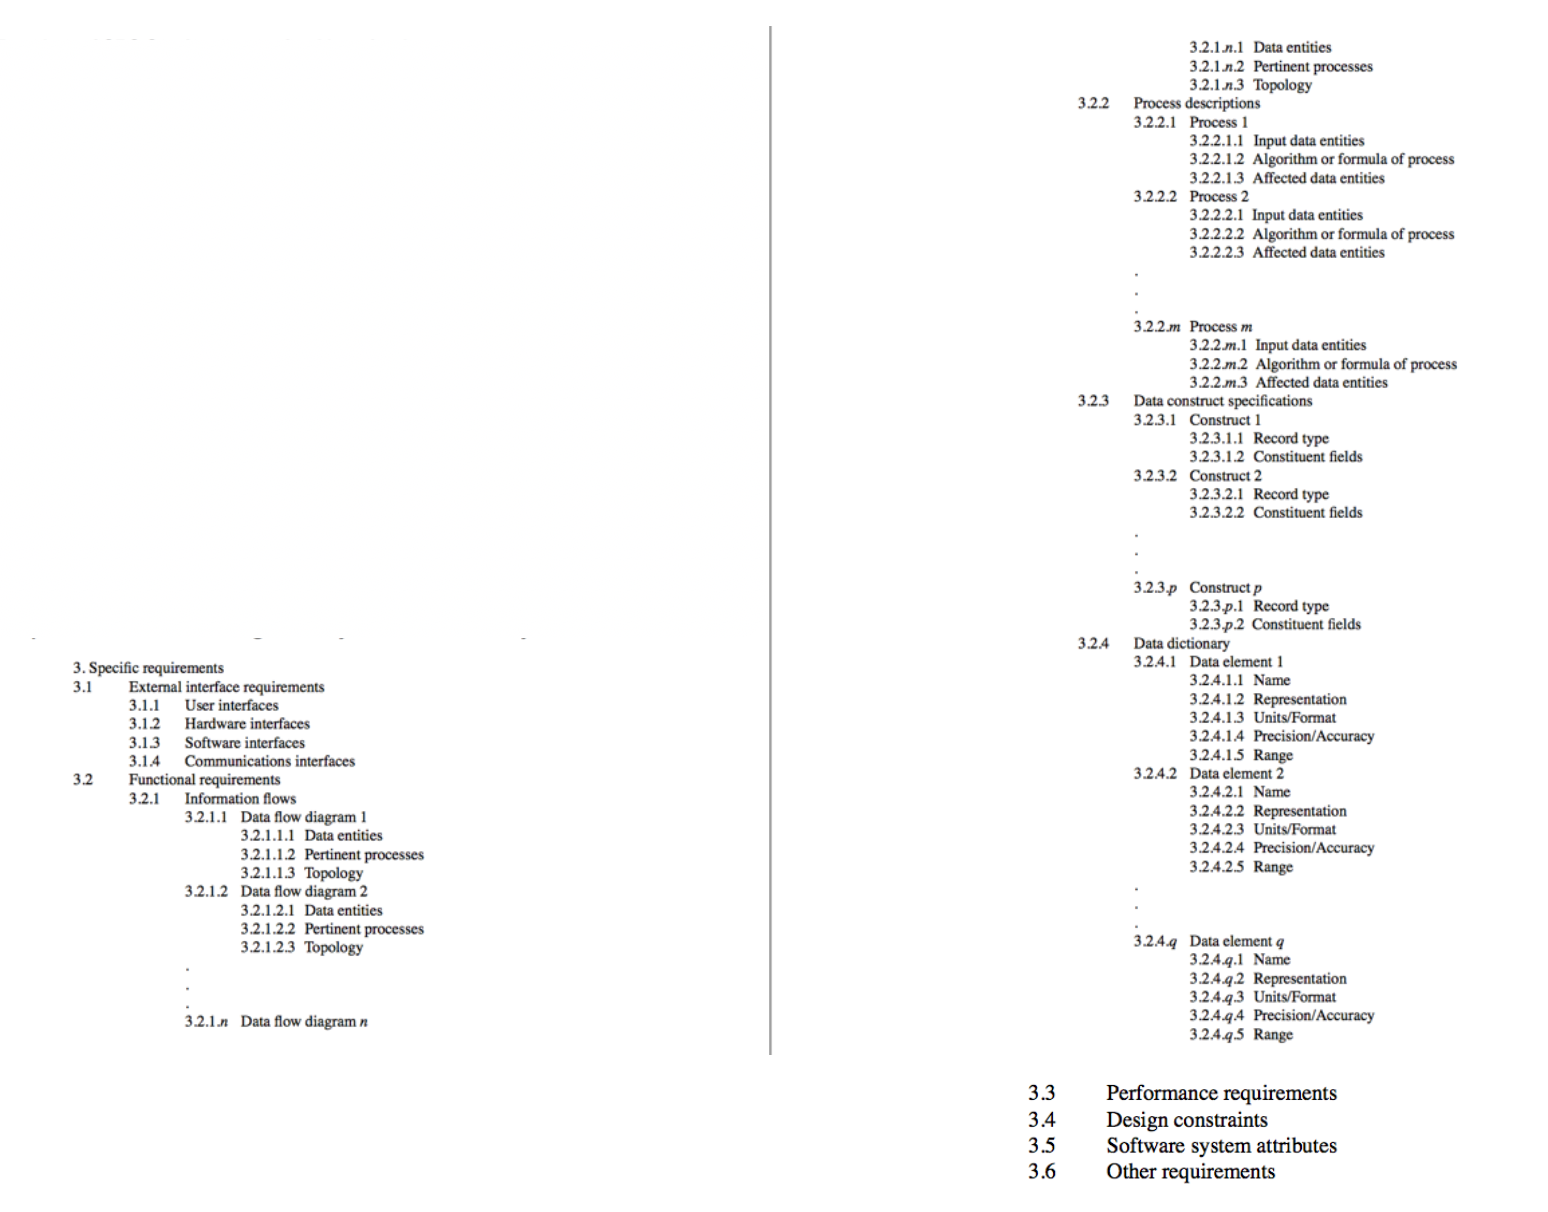 3. Specific requirements
3.1 External interface requirements
3.1.1 User interfaces
3.1.2 Hardware interfaces
3.1.3 Software interfaces
3.1.4 Communications interfaces
3.2 Functional requirements
3.2.1 Information flows
3.2.1.1 Data flow diagram 1
3.2.1.1.1 Data entities
3.2.1.1.2 Pertinent processes
3.2.1.1.3 Topology
3.2.1.2 Data flow diagram 2
3.2.1.2.1 Data entities
3.2.1.2.2 Pertinent processes
3.2.1.2.3 Topology
.
.
.
3.2.1.n Data flow diagram n
3.2.1.n.1 Data entities
3.2.1.n.2 Pertinent processes
3.2.1.n.3 Topology
3.2.2 Process descriptions
3.2.2.1 Process 1
3.2.2.1.1 Input data entities
3.2.2.1.2 Algorithm or formula of process
3.2.2.1.3 Affected data entities
3.2.2.2 Process 2
3.2.2.2.1 Input data entities
3.2.2.2.2 Algorithm or formula of process
3.2.2.2.3 Affected data entities
.
.
.
3.2.2.m Process m
3.2.2.m.1 Input data entities
3.2.2.m.2 Algorithm or formula of process
3.2.2.m.3 Affected data entities
3.2.3 Data construct specifications
3.2.3.1 Construct 1
3.2.3.1.1 Record type
3.2.3.1.2 Constituent fields
3.2.3.2 Construct 2
3.2.3.2.1 Record type
3.2.3.2.2 Constituent fields
.
.
.
3.2.3.p Construct p
3.2.3.p.1 Record type
3.2.3.p.2 Constituent fields
3.2.4 Data dictionary
3.2.4.1 Data element 1
3.2.4.1.1 Name
3.2.4.1.2 Representation
3.2.4.1.3 Units/Format
3.2.4.1.4 Precision/Accuracy
3.2.4.1.5 Range
3.2.4.2 Data element 2
3.2.4.2.1 Name
3.2.4.2.2 Representation
3.2.4.2.3 Units/Format
3.2.4.2.4 Precision/Accuracy
3.2.4.2.5 Range
.
.
.
3.2.4.q Data element q
3.2.4.q.1 Name
3.2.4.q.2 Representation
3.2.4.q.3 Units/Format
3.2.4.q.4 Precision/Accuracy
3.2.4.q.5 Range
3.3 Performance requirements
3.4 Design constraints
3.5 Software system attributes
3.6 Other requirements